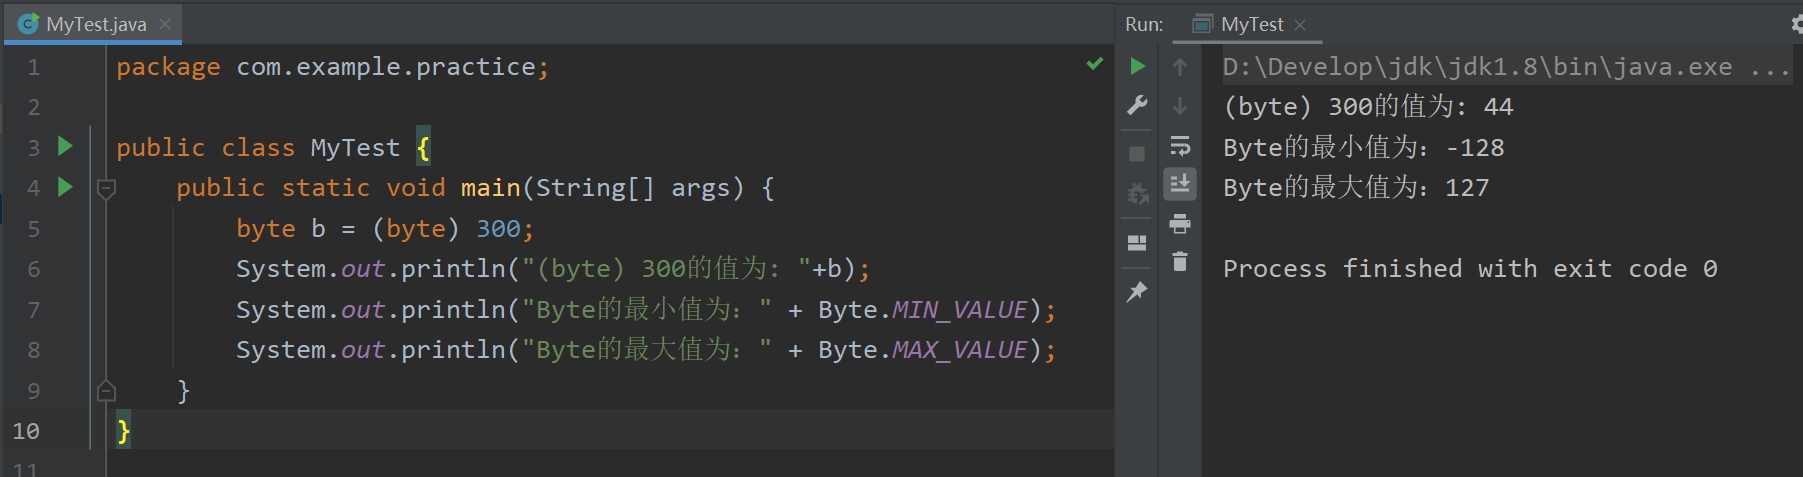 MyTest.java
1 package com.example.practice;
2
3 public class MyTest {
4 public static void main(String[] args) {
5 byte b = (byte) 300;
6 System.out.println("(byte) 300的值为: "+b);
7 System.out.println("Byte的最小值为：" + Byte.MIN_VALUE);
8 System.out.println("Byte的最大值为：" + Byte.MAX_VALUE);
9 }
10 }
11
Run: MyTest
D:\Develop\jdk\jdk1.8\bin\java.exe ...
(byte) 300的值为: 44
Byte的最小值为：-128
Byte的最大值为：127
Process finished with exit code 0